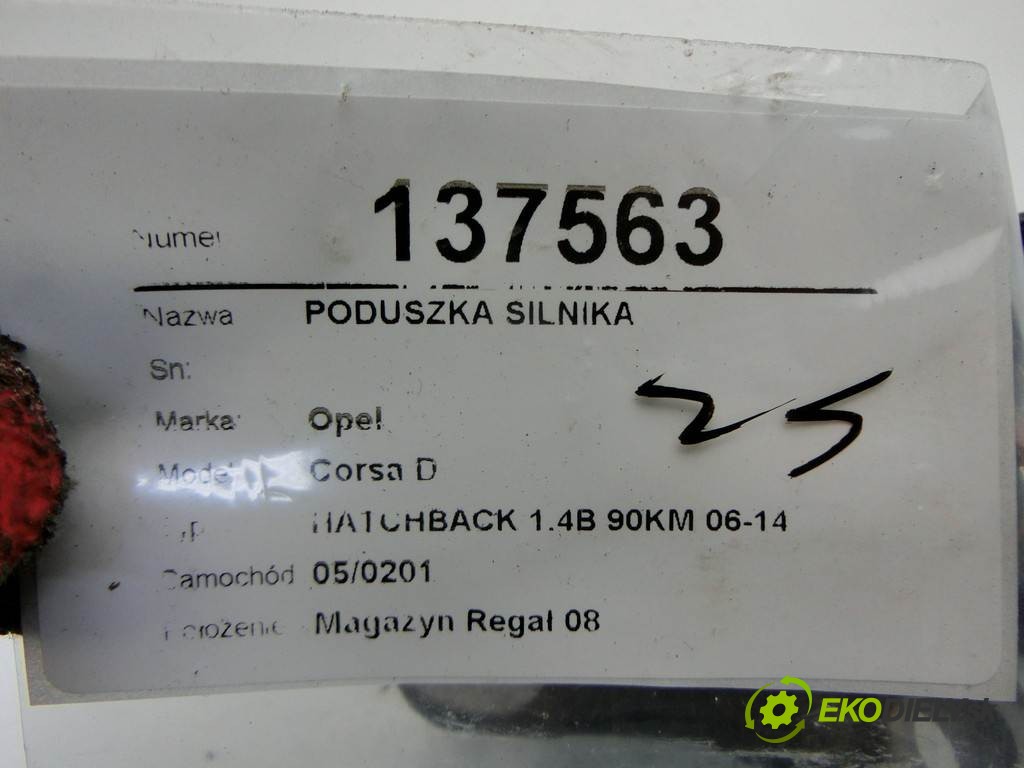 Numer 137563
Nazwa PODUSZKA SILNIKA
Sn:
Marka: Opel
Model Corsa D
HATCHBACK 1.4B 90KM 06-14
Samochód 05/0201
Położenie Magazyn Regał 08
25